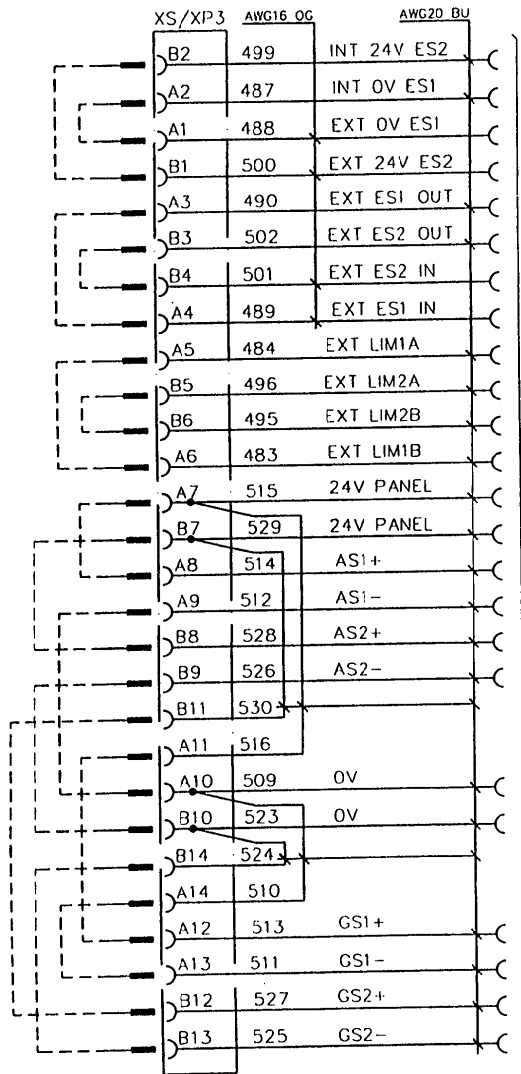 XS/XP3 AWG16 OG AWG20 BU
B2 499 INT 24V ES2
A2 487 INT 0V ES1
A1 488 EXT 0V ES1
B1 500 EXT 24V ES2
A3 490 EXT ES1 OUT
B3 502 EXT ES2 OUT
B4 501 EXT ES2 IN
A4 489 EXT ES1 IN
A5 484 EXT LIM1A
B5 496 EXT LIM2A
B6 495 EXT LIM2B
A6 483 EXT LIM1B
A7 515 24V PANEL
B7 529 24V PANEL
A8 514 AS1+
A9 512 AS1-
B8 528 AS2+
B9 526 AS2-
B11 530
A11 516
A10 509 0V
B10 523 0V
B14 524
A14 510
A12 513 GS1+
A13 511 GS1-
B12 527 GS2+
B13 525 GS2-